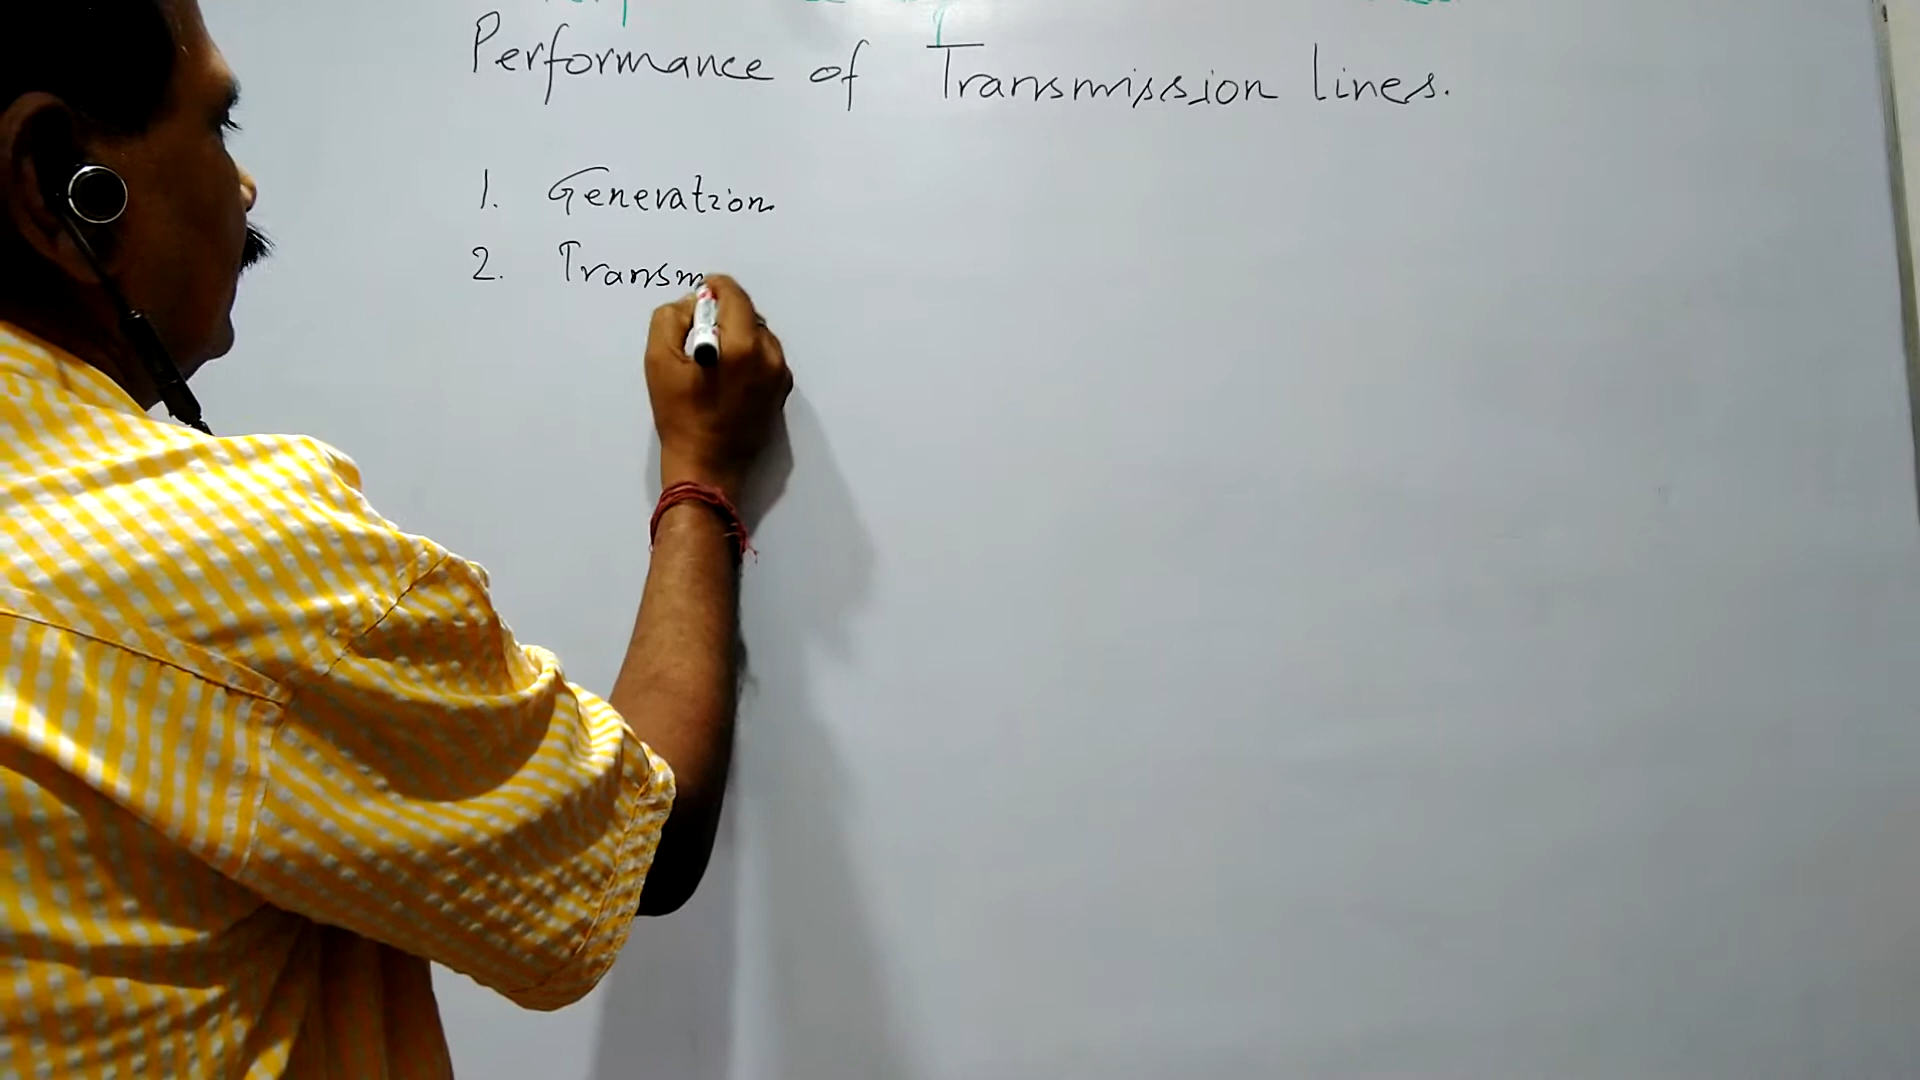 Performance of Transmission lines.
1. Generation
2. Transm